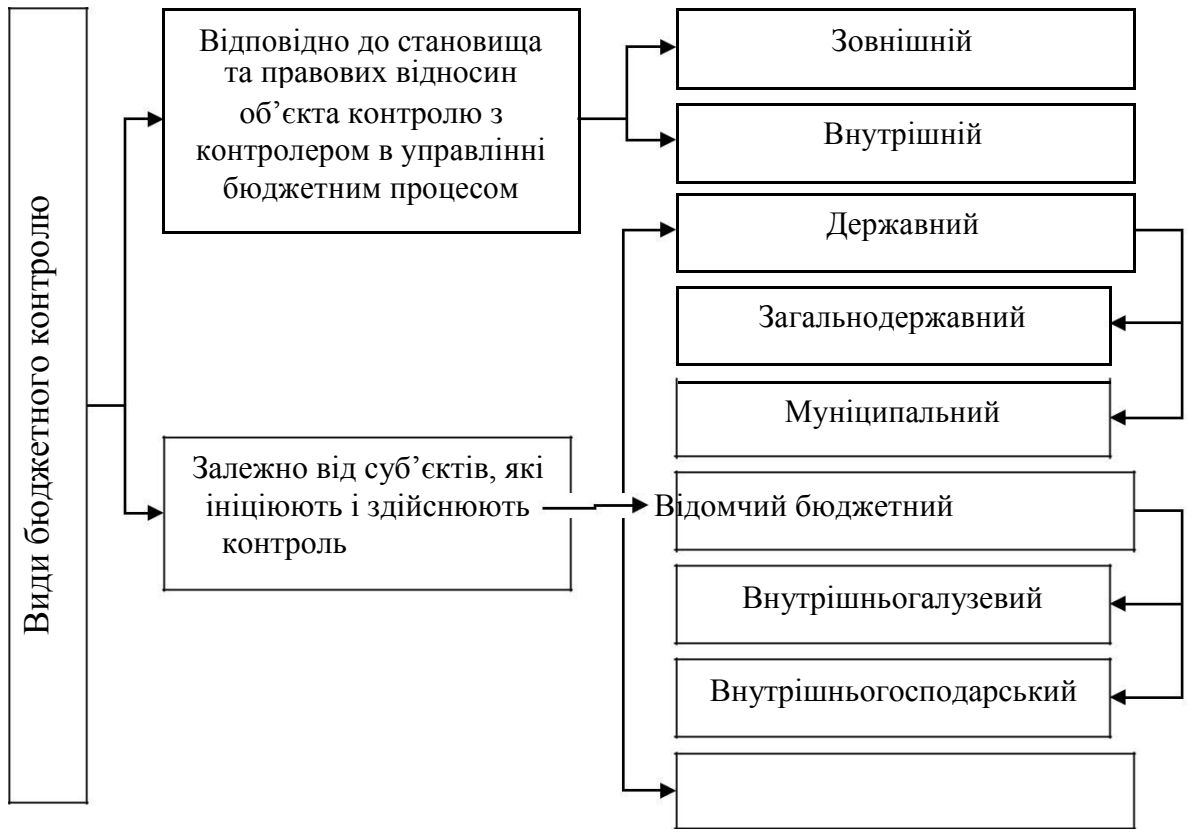 Види бюджетного контролю
Відповідно до становища
та правових відносин
об’єкта контролю з
контролером в управлінні
бюджетним процесом
Зовнішній
Внутрішній
Залежно від суб’єктів, які
ініціюють і здійснюють
контроль
Державний
Загальнодержавний
Муніципальний
Відомчий бюджетний
Внутрішньогалузевий
Внутрішньогосподарський